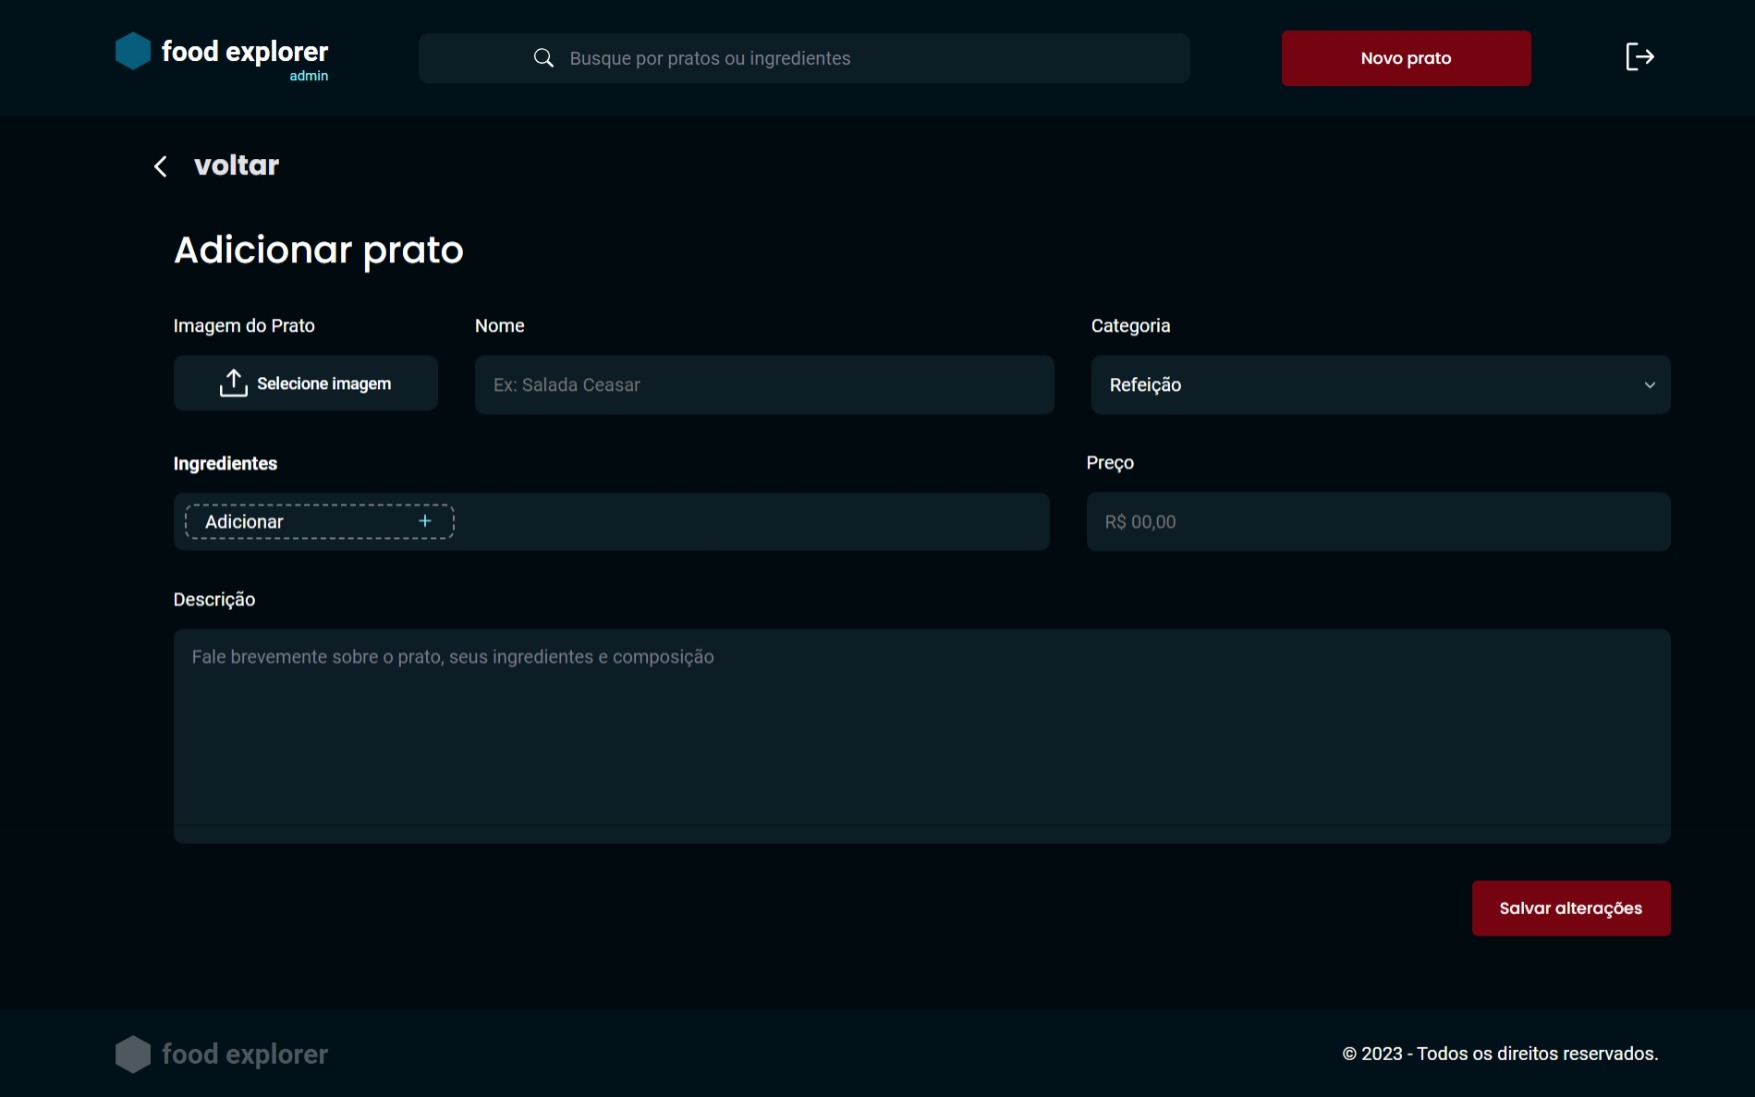 food explorer
admin
Busque por pratos ou ingredientes
Novo prato
voltar
Adicionar prato
Imagem do Prato
Nome
Categoria
Selecione imagem
Ex: Salada Ceasar
Refeição
Ingredientes
Preço
Adicionar +
R$ 00,00
Descrição
Fale brevemente sobre o prato, seus ingredientes e composição
Salvar alterações
food explorer
© 2023 - Todos os direitos reservados.